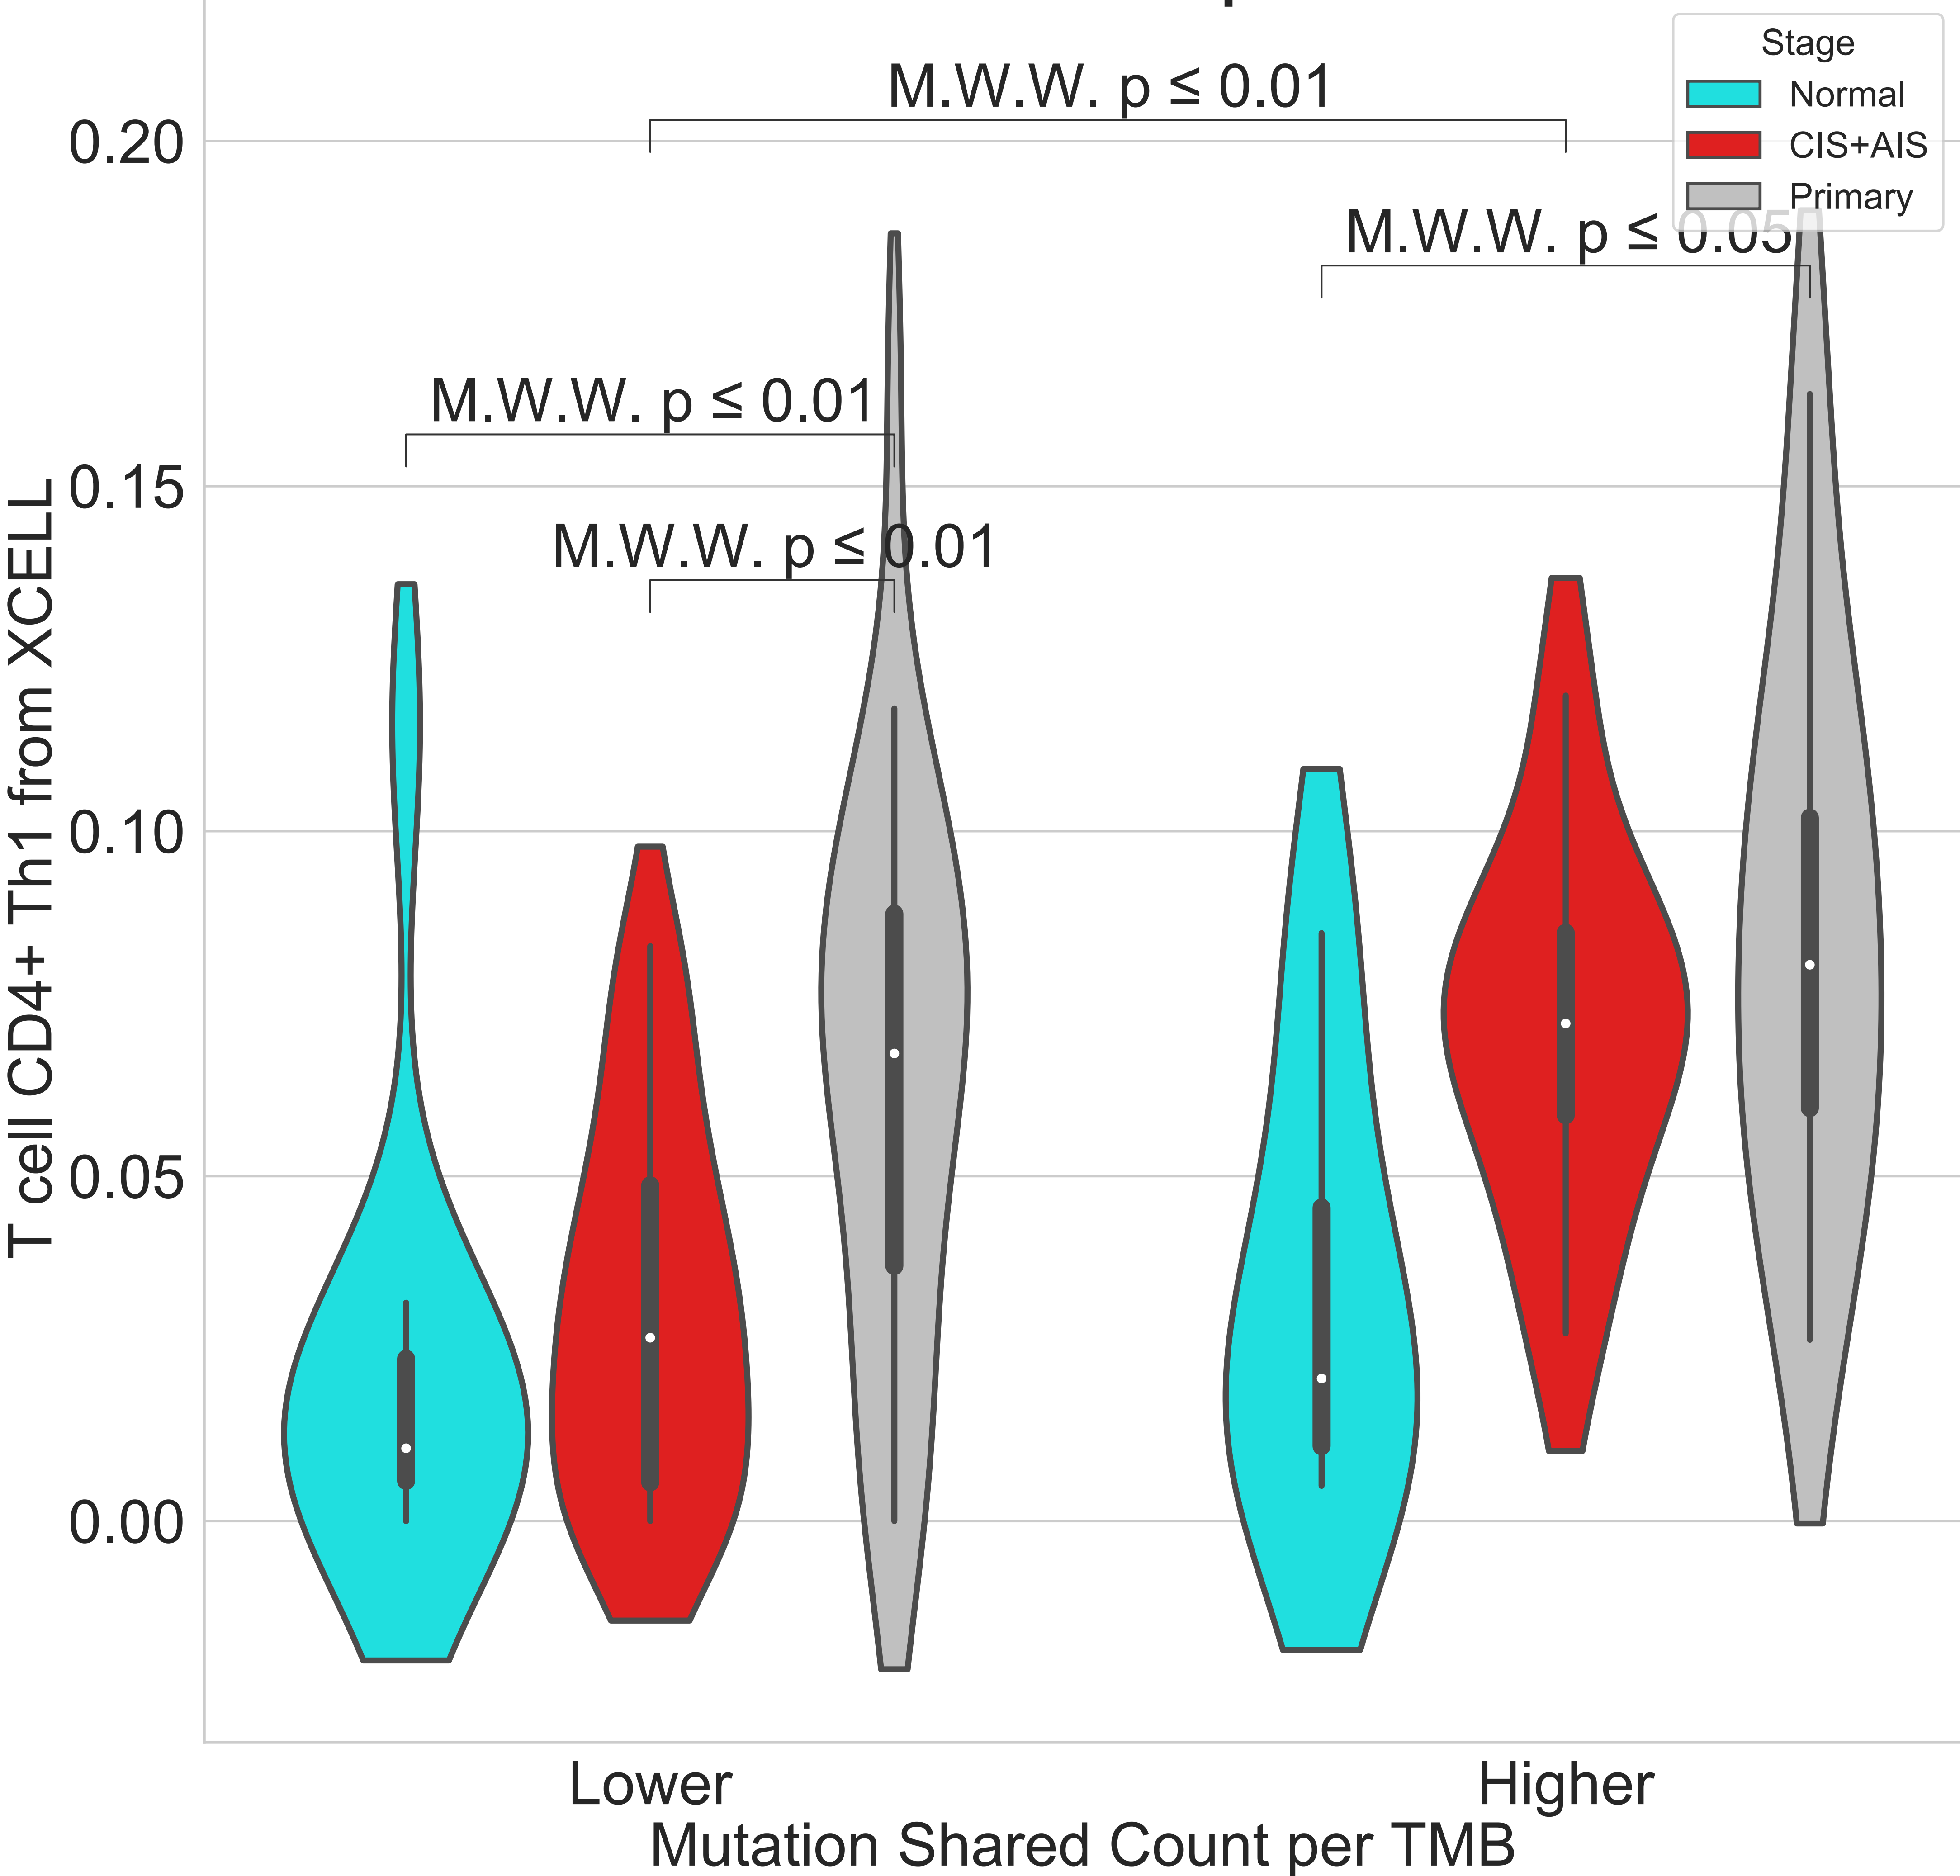 Stage
Normal
CIS+AIS
Primary
M.W.W. p ≤ 0.01
M.W.W. p ≤ 0.05
M.W.W. p ≤ 0.01
M.W.W. p ≤ 0.01
T cell CD4+ Th1 from XCELL
0.20
0.15
0.10
0.05
0.00
Lower
Higher
Mutation Shared Count per TMB